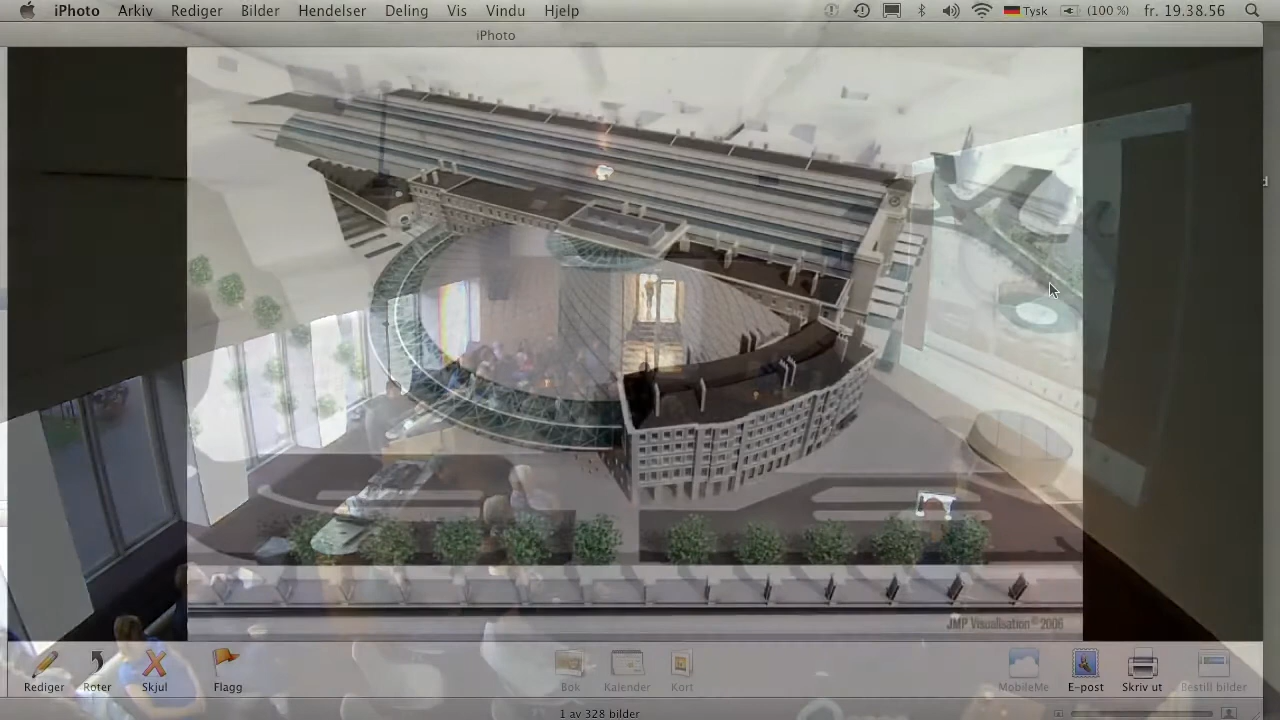 iPhoto Arkiv Rediger Bilder Hendelser Deling Vis Vindu Hjelp Tysk (100 %) fr. 19.38.56
iPhoto
JMP Visualisation © 2006
Rediger Roter Skjul Flagg Bok Kalender Kort MobileMe E-post Skriv ut Bestill bilder
1 av 328 bilder